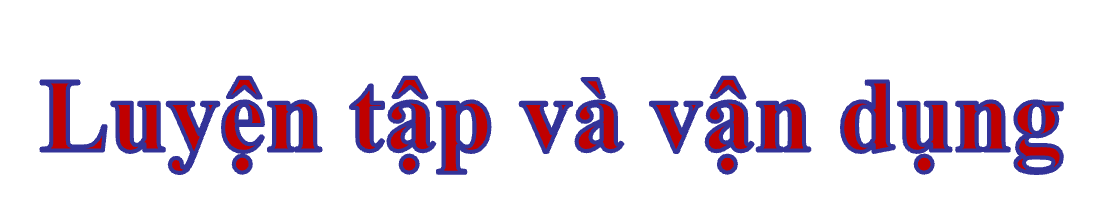 Luyện tập và vận dụng